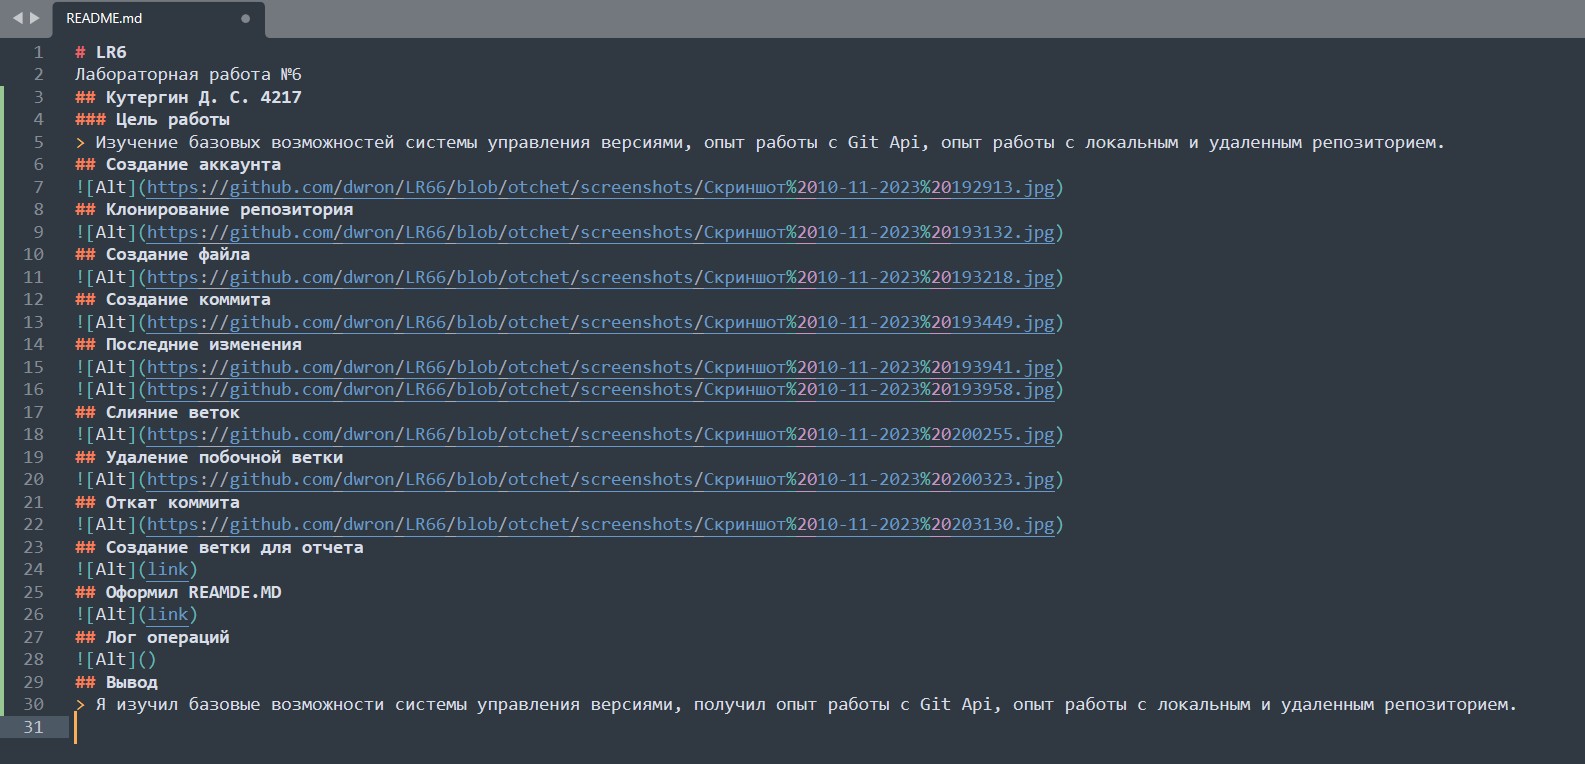 README.md
1 # LR6
2 Лабораторная работа №6
3 ## Кутергин Д. С. 4217
4 ### Цель работы
5 > Изучение базовых возможностей системы управления версиями, опыт работы с Git Api, опыт работы с локальным и удаленным репозиторием.
6 ## Создание аккаунта
7 ![Alt](https://github.com/dwron/LR66/blob/otchet/screenshots/Скриншот%2010-11-2023%20192913.jpg)
8 ## Клонирование репозитория
9 ![Alt](https://github.com/dwron/LR66/blob/otchet/screenshots/Скриншот%2010-11-2023%20193132.jpg)
10 ## Создание файла
11 ![Alt](https://github.com/dwron/LR66/blob/otchet/screenshots/Скриншот%2010-11-2023%20193218.jpg)
12 ## Создание коммита
13 ![Alt](https://github.com/dwron/LR66/blob/otchet/screenshots/Скриншот%2010-11-2023%20193449.jpg)
14 ## Последние изменения
15 ![Alt](https://github.com/dwron/LR66/blob/otchet/screenshots/Скриншот%2010-11-2023%20193941.jpg)
16 ![Alt](https://github.com/dwron/LR66/blob/otchet/screenshots/Скриншот%2010-11-2023%20193958.jpg)
17 ## Слияние веток
18 ![Alt](https://github.com/dwron/LR66/blob/otchet/screenshots/Скриншот%2010-11-2023%20200255.jpg)
19 ## Удаление побочной ветки
20 ![Alt](https://github.com/dwron/LR66/blob/otchet/screenshots/Скриншот%2010-11-2023%20200323.jpg)
21 ## Откат коммита
22 ![Alt](https://github.com/dwron/LR66/blob/otchet/screenshots/Скриншот%2010-11-2023%20203130.jpg)
23 ## Создание ветки для отчета
24 ![Alt](link)
25 ## Оформил REAMDE.MD
26 ![Alt](link)
27 ## Лог операций
28 ![Alt]()
29 ## Вывод
30 > Я изучил базовые возможности системы управления версиями, получил опыт работы с Git Api, опыт работы с локальным и удаленным репозиторием.
31